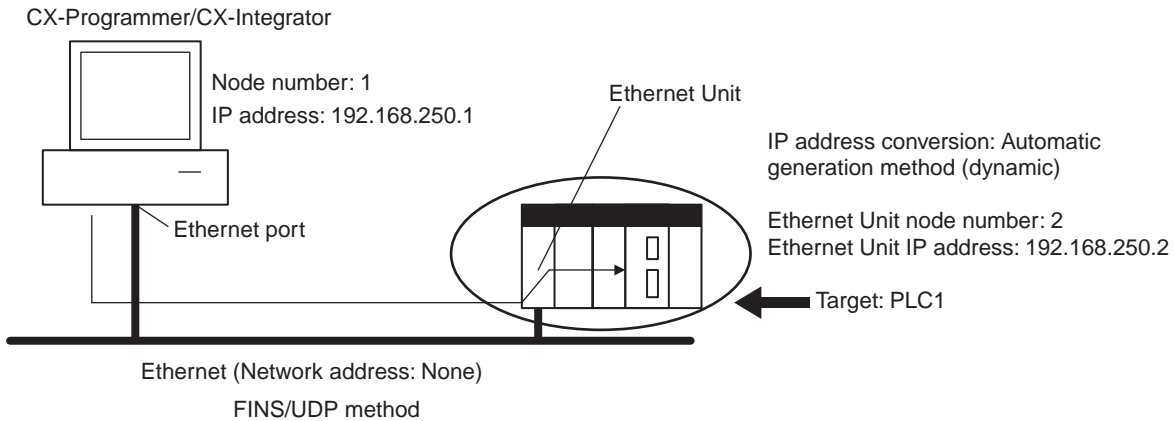 CX-Programmer/CX-Integrator
Node number: 1
IP address: 192.168.250.1
Ethernet port
Ethernet Unit
IP address conversion: Automatic
generation method (dynamic)
Ethernet Unit node number: 2
Ethernet Unit IP address: 192.168.250.2
Target: PLC1
Ethernet (Network address: None)
FINS/UDP method